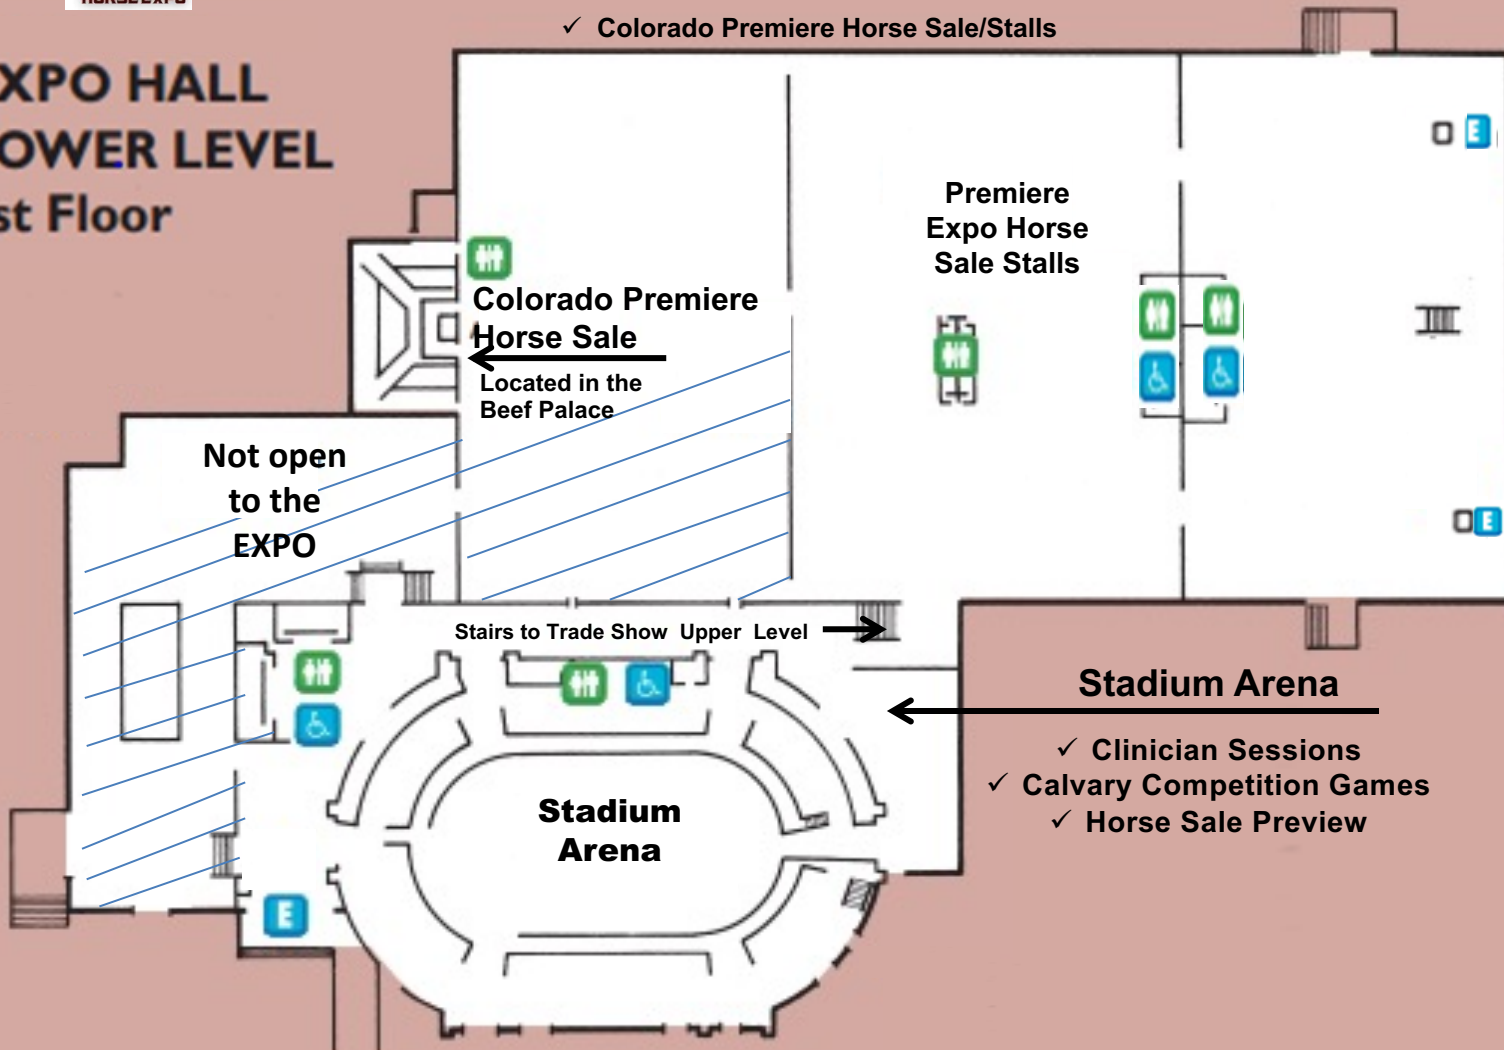 HORSE EXPO
✓ Colorado Premiere Horse Sale/Stalls
XPO HALL
OWER LEVEL
st Floor
Premiere
Expo Horse
Sale Stalls
Colorado Premiere
Horse Sale
Located in the
Beef Palace
Not open
to the
EXPO
Stairs to Trade Show Upper Level
Stadium Arena
✓ Clinician Sessions
✓ Calvary Competition Games
✓ Horse Sale Preview
Stadium
Arena
E
E
E